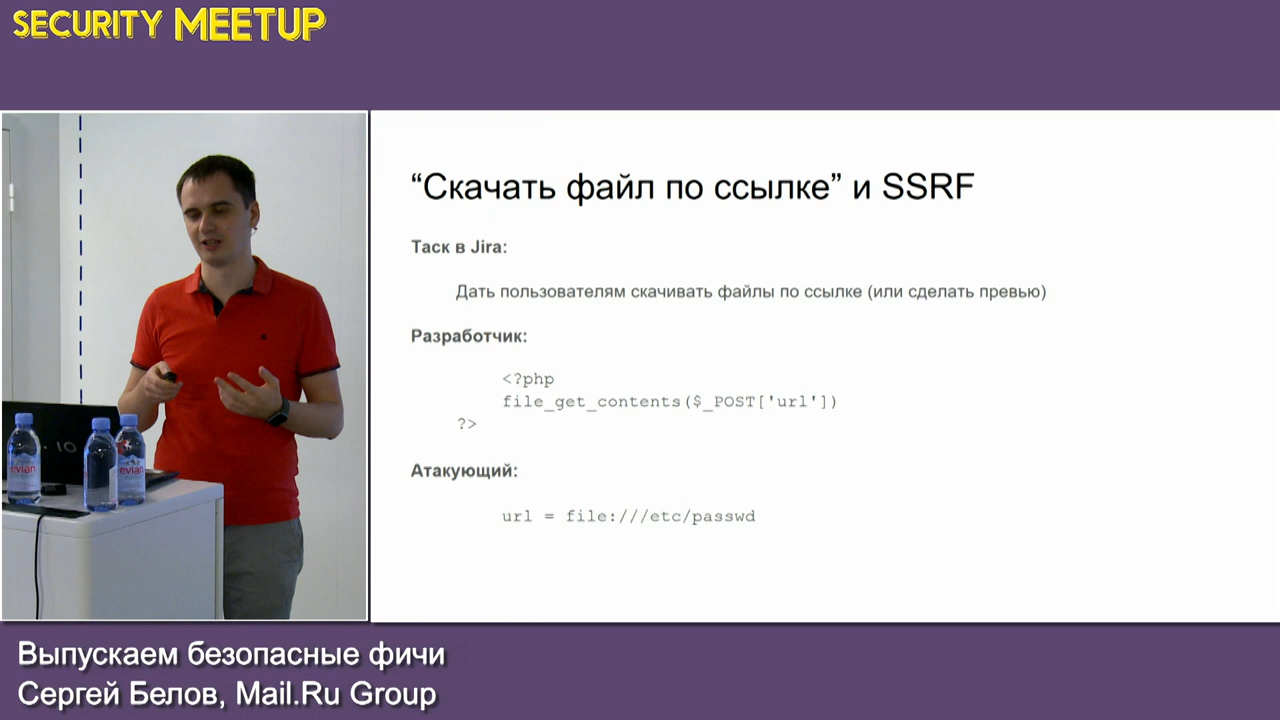 SECURITY MEETUP
“Скачать файл по ссылке” и SSRF
Таск в Jira:
Дать пользователям скачивать файлы по ссылке (или сделать превью)
Разработчик:
<?php
file_get_contents($_POST['url'])
?>
Атакующий:
url = file:///etc/passwd
evian
evian
evian
Выпускаем безопасные фичи
Сергей Белов, Mail.Ru Group